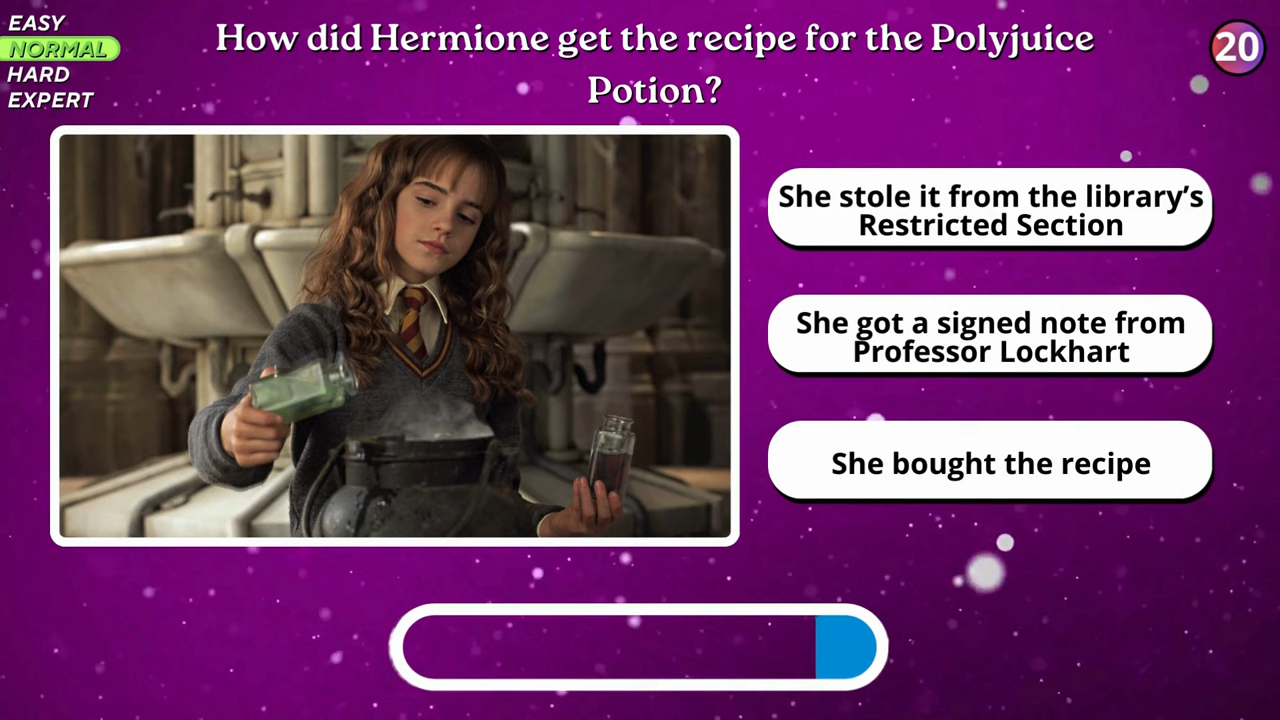 EASY
NORMAL
HARD
EXPERT
How did Hermione get the recipe for the Polyjuice
Potion?
20
She stole it from the library’s
Restricted Section
She got a signed note from
Professor Lockhart
She bought the recipe